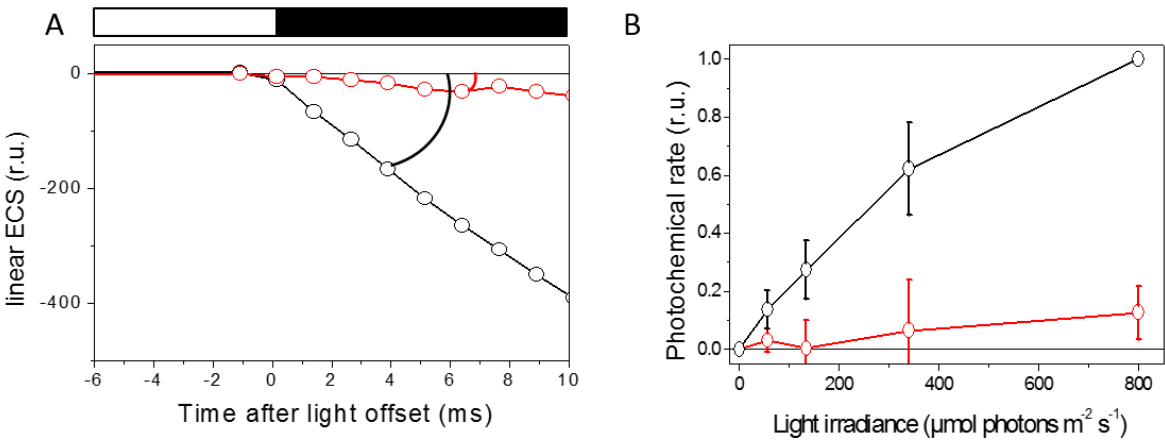 A
linear ECS (r.u.)
0
-200
-400
-6 -4 -2 0 2 4 6 8 10
Time after light offset (ms)
B
Photochemical rate (r.u.)
1.0
0.8
0.6
0.4
0.2
0.0
0 200 400 600 800
Light irradiance (µmol photons m⁻² s⁻¹)